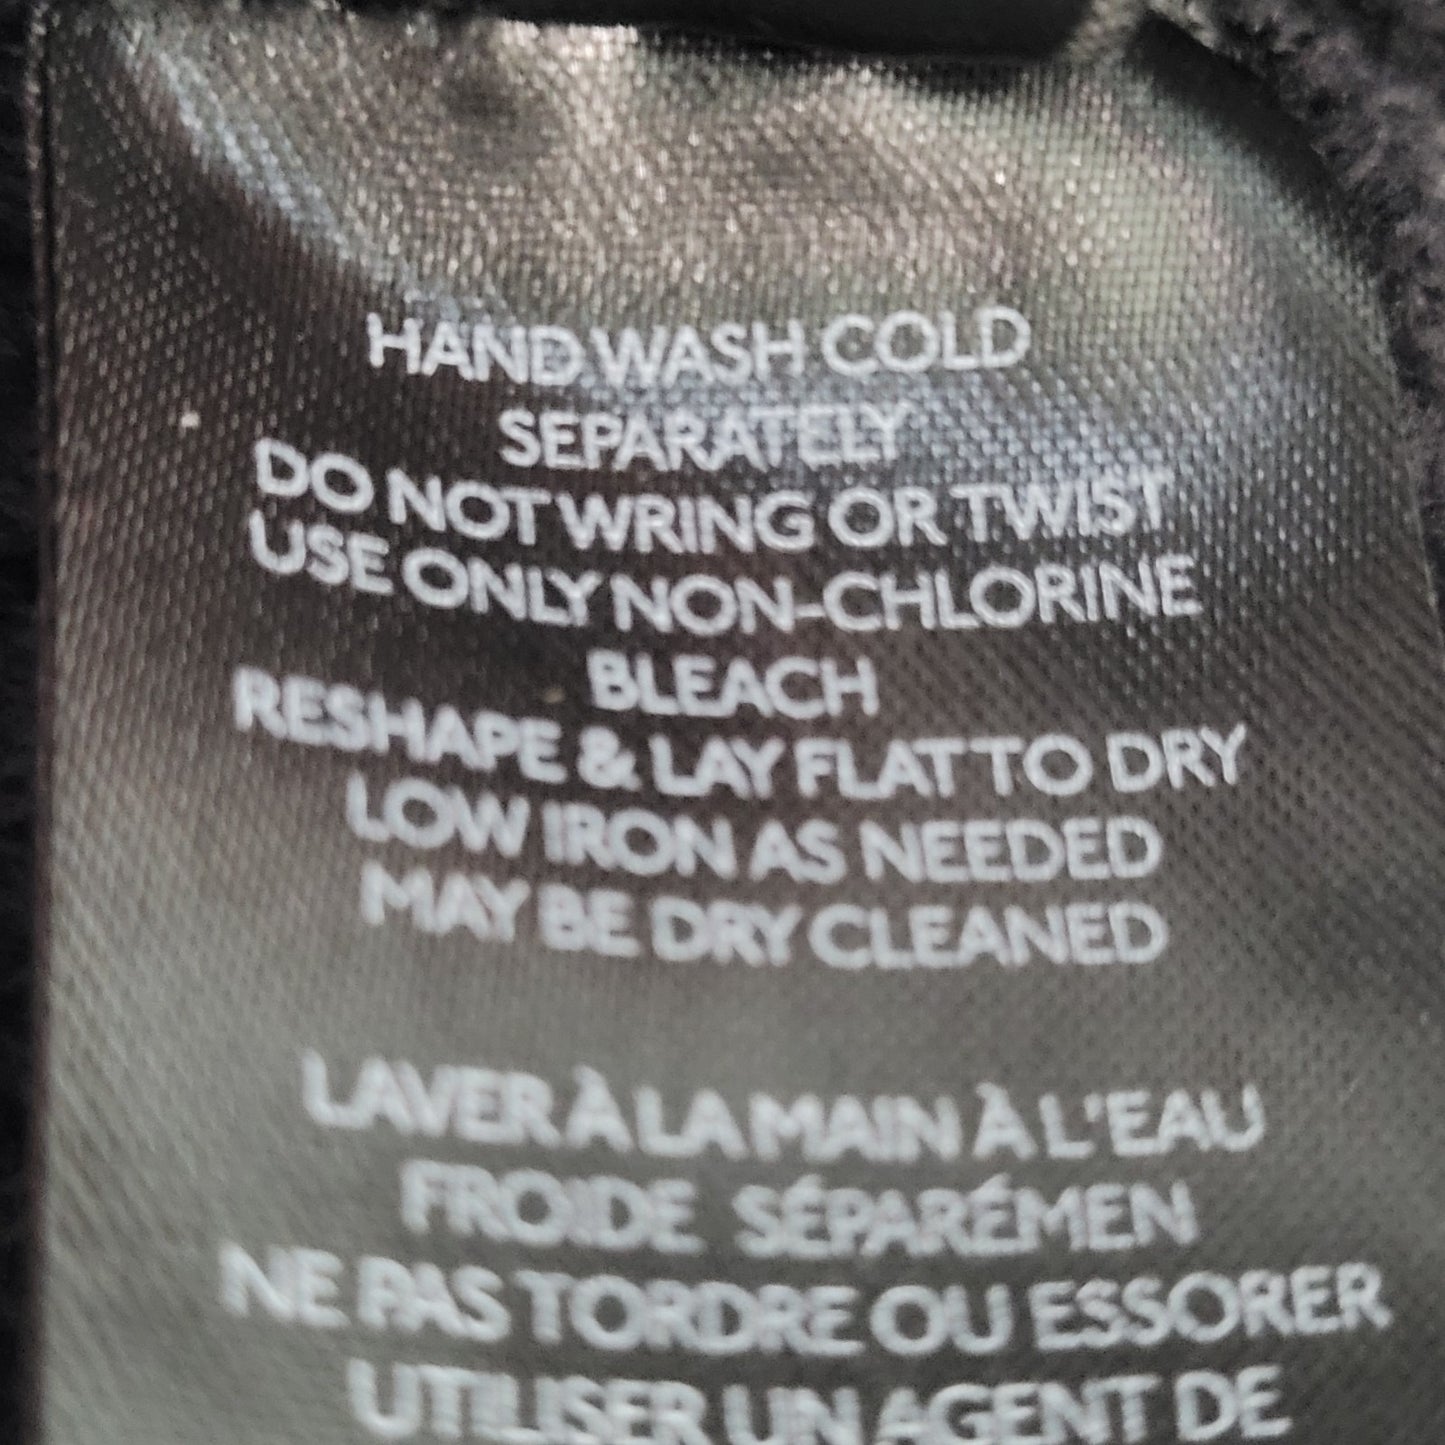 HAND WASH COLD
SEPARATELY
DO NOT WRING OR TWIST
USE ONLY NON-CHLORINE
BLEACH
RESHAPE & LAY FLAT TO DRY
LOW IRON AS NEEDED
MAY BE DRY CLEANED
LAVER À LA MAIN À L'EAU
FROIDE SÉPARÉMEN
NE PAS TORDRE OU ESSORER
UTILISER UN AGENT DE